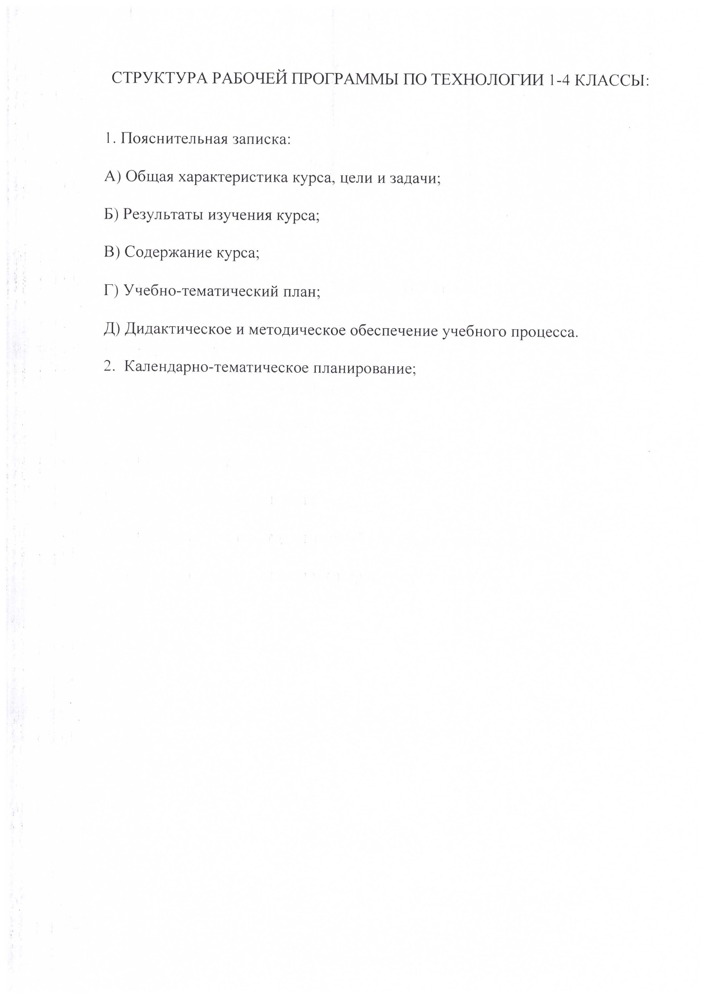 СТРУКТУРА РАБОЧЕЙ ПРОГРАММЫ ПО ТЕХНОЛОГИИ 1-4 КЛАССЫ:
1. Пояснительная записка:
А) Общая характеристика курса, цели и задачи;
Б) Результаты изучения курса;
В) Содержание курса;
Г) Учебно-тематический план;
Д) Дидактическое и методическое обеспечение учебного процесса.
2. Календарно-тематическое планирование;